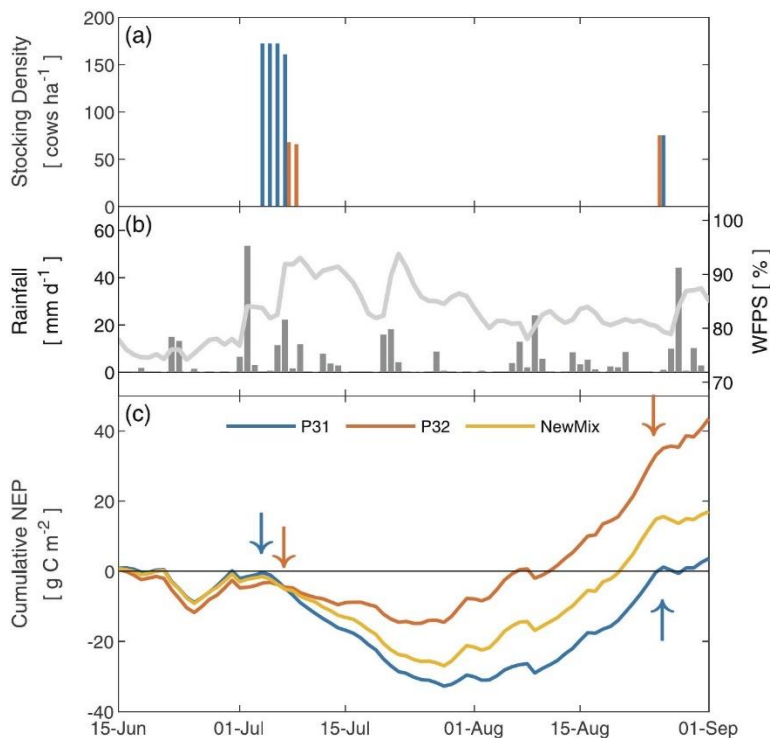 (a)
200
150
100
50
0
Stocking Density
[ cows ha⁻¹ ]
(b)
60
40
20
0
Rainfall
[ mm d⁻¹ ]
100
90
80
70
WFPS [ % ]
(c)
P31 P32 NewMix
40
20
0
-20
-40
Cumulative NEP
[ g C m⁻² ]
15-Jun 01-Jul 15-Jul 01-Aug 15-Aug 01-Sep